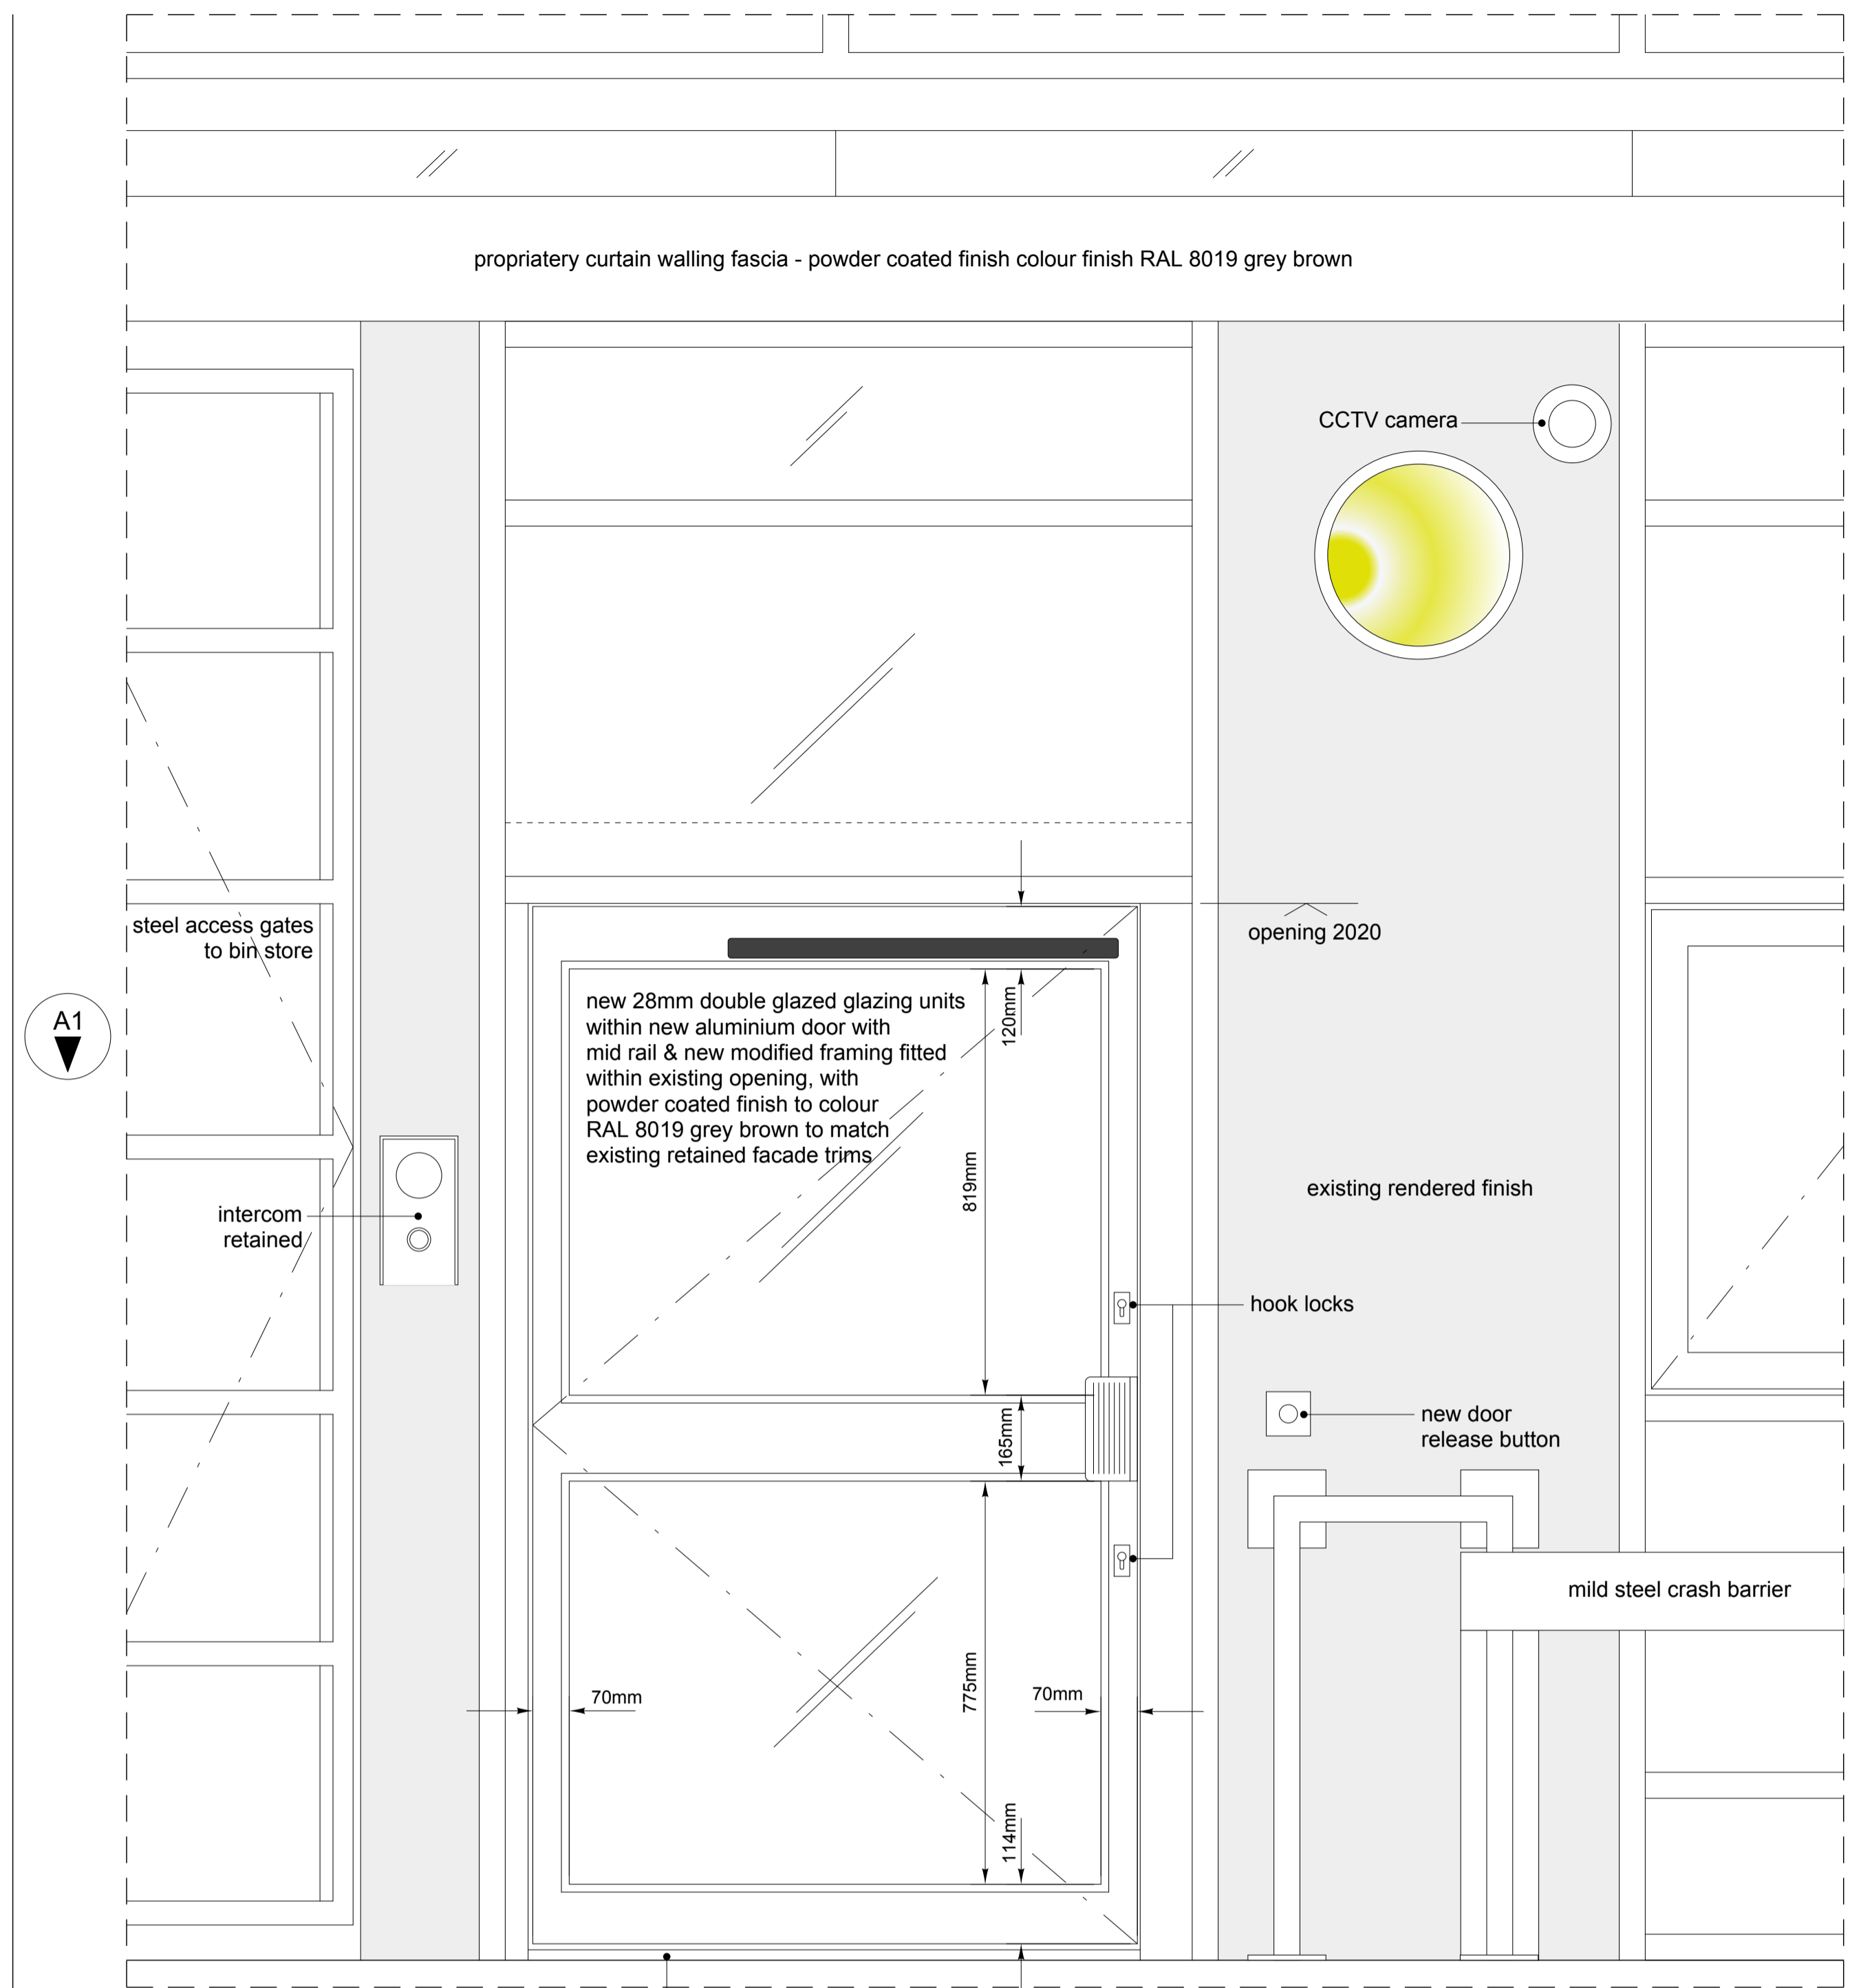 propriatery curtain walling fascia - powder coated finish colour finish RAL 8019 grey brown
CCTV camera
steel access gates
to bin store
opening 2020
A1
new 28mm double glazed glazing units
within new aluminium door with
mid rail & new modified framing fitted
within existing opening, with
powder coated finish to colour
RAL 8019 grey brown to match
existing retained facade trims
120mm
819mm
existing rendered finish
intercom
retained
hook locks
new door
release button
165mm
mild steel crash barrier
775mm
70mm
70mm
114mm